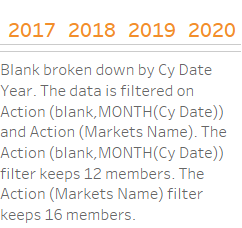 2017 2018 2019 2020
Blank broken down by Cy Date
Year. The data is filtered on
Action (blank,MONTH(Cy Date))
and Action (Markets Name). The
Action (blank,MONTH(Cy Date))
filter keeps 12 members. The
Action (Markets Name) filter
keeps 16 members.